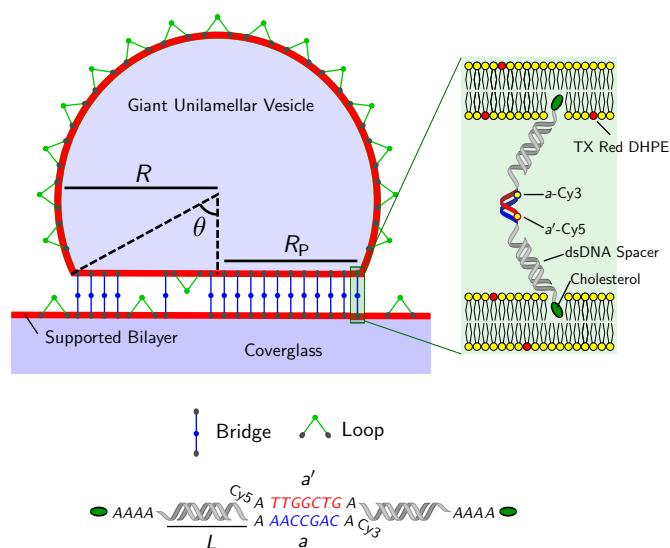 Giant Unilamellar Vesicle
R
θ
R_P
Supported Bilayer
Coverglass
TX Red DHPE
a-Cy3
a′-Cy5
dsDNA Spacer
Cholesterol
Bridge
Loop
a′
AAAA Cy5 A TTGGCTG A AAAA
A AACCGAC A Cy3
L
a